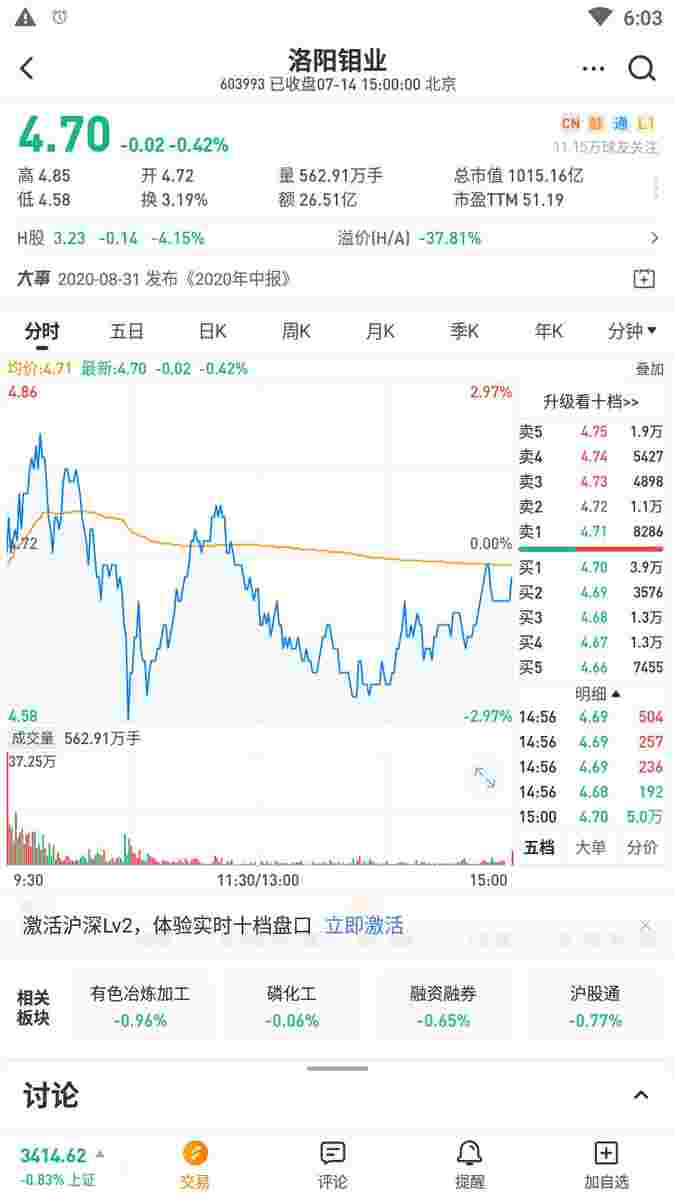 6:03
洛阳钼业
603993 已收盘07-14 15:00:00 北京
4.70 -0.02 -0.42%
CN 融 通 L1
11.15万球友关注
高 4.85 开 4.72 量 562.91万手 总市值 1015.16亿
低 4.58 换 3.19% 额 26.51亿 市盈TTM 51.19
H股 3.23 -0.14 -4.15% 溢价(H/A) -37.81%
大事 2020-08-31 发布《2020年中报》
分时 五日 日K 周K 月K 季K 年K 分钟
均价:4.71 最新:4.70 -0.02 -0.42% 叠加
4.86 2.97%
4.72 0.00%
4.58 -2.97%
升级看十档>>
卖5 4.75 1.9万
卖4 4.74 5427
卖3 4.73 4898
卖2 4.72 1.1万
卖1 4.71 8286
买1 4.70 3.9万
买2 4.69 3576
买3 4.68 1.3万
买4 4.67 1.3万
买5 4.66 7455
明细
14:56 4.69 504
14:56 4.69 257
14:56 4.69 236
14:56 4.68 192
15:00 4.70 5.0万
五档 大单 分价
成交量 562.91万手
37.25万
9:30 11:30/13:00 15:00
激活沪深Lv2，体验实时十档盘口 立即激活
相关板块
有色冶炼加工 磷化工 融资融券 沪股通
-0.96% -0.06% -0.65% -0.77%
讨论
3414.62
-0.83% 上证
交易 评论 提醒 加自选